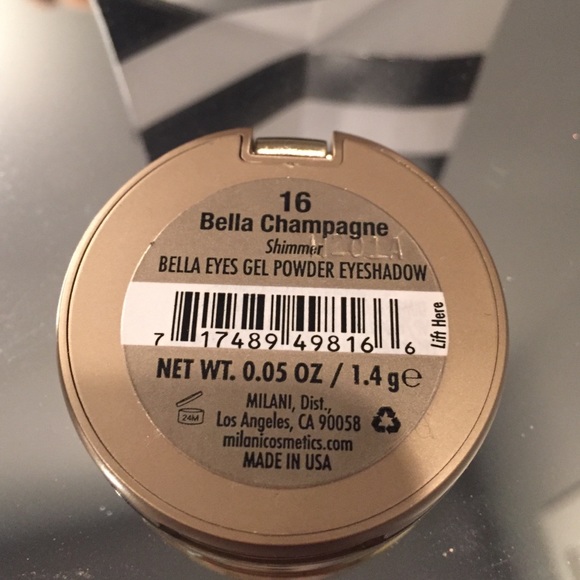 16
Bella Champagne
Shimmer
BELLA EYES GEL POWDER EYESHADOW
7 17489 49816 6
Lift Here
NET WT. 0.05 OZ / 1.4 g℮
24M
MILANI, Dist.,
Los Angeles, CA 90058
milanicosmetics.com
MADE IN USA